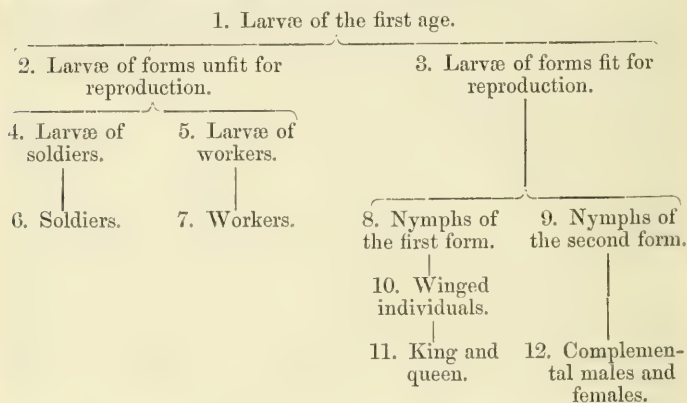 1. Larvæ of the first age.
2. Larvæ of forms unfit for
reproduction.
3. Larvæ of forms fit for
reproduction.
4. Larvæ of
soldiers.
5. Larvæ of
workers.
6. Soldiers.
7. Workers.
8. Nymphs of
the first form.
9. Nymphs of
the second form.
10. Winged
individuals.
11. King and
queen.
12. Complemen-
tal males and
females.